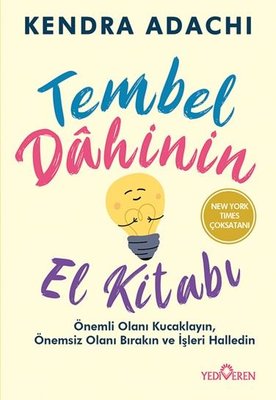 KENDRA ADACHI
Tembel
Dâhinin
El Kitabı
NEW YORK
TIMES
ÇOKSATANI
Önemli Olanı Kucaklayın,
Önemsiz Olanı Bırakın ve İşleri Halledin
YEDİVEREN